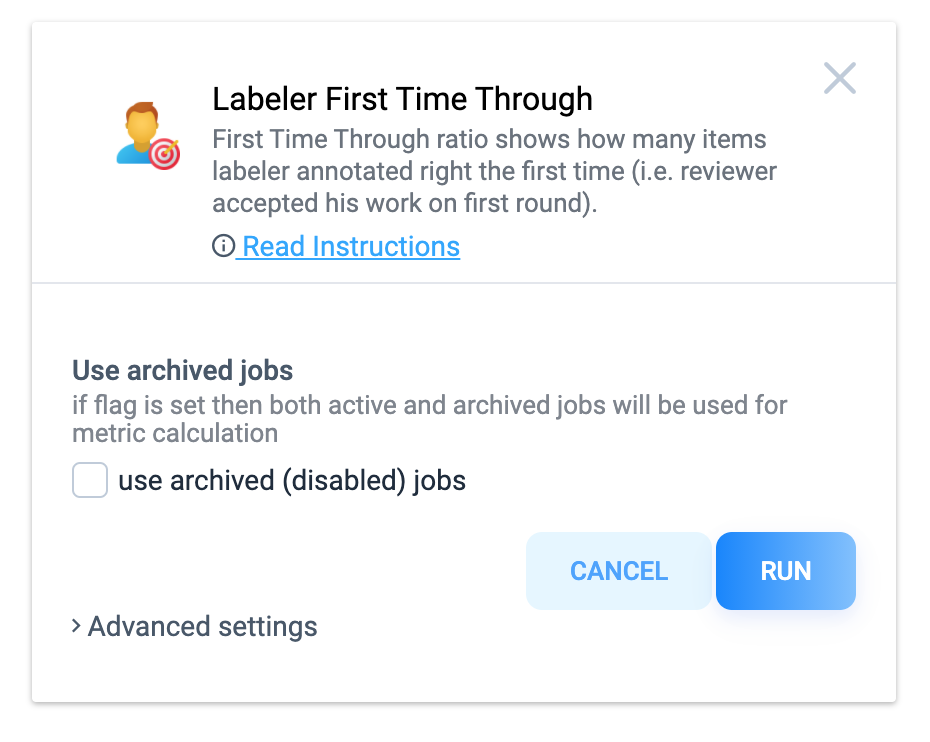 Labeler First Time Through
First Time Through ratio shows how many items
labeler annotated right the first time (i.e. reviewer
accepted his work on first round).
Read Instructions
Use archived jobs
if flag is set then both active and archived jobs will be used for
metric calculation
use archived (disabled) jobs
CANCEL RUN
Advanced settings